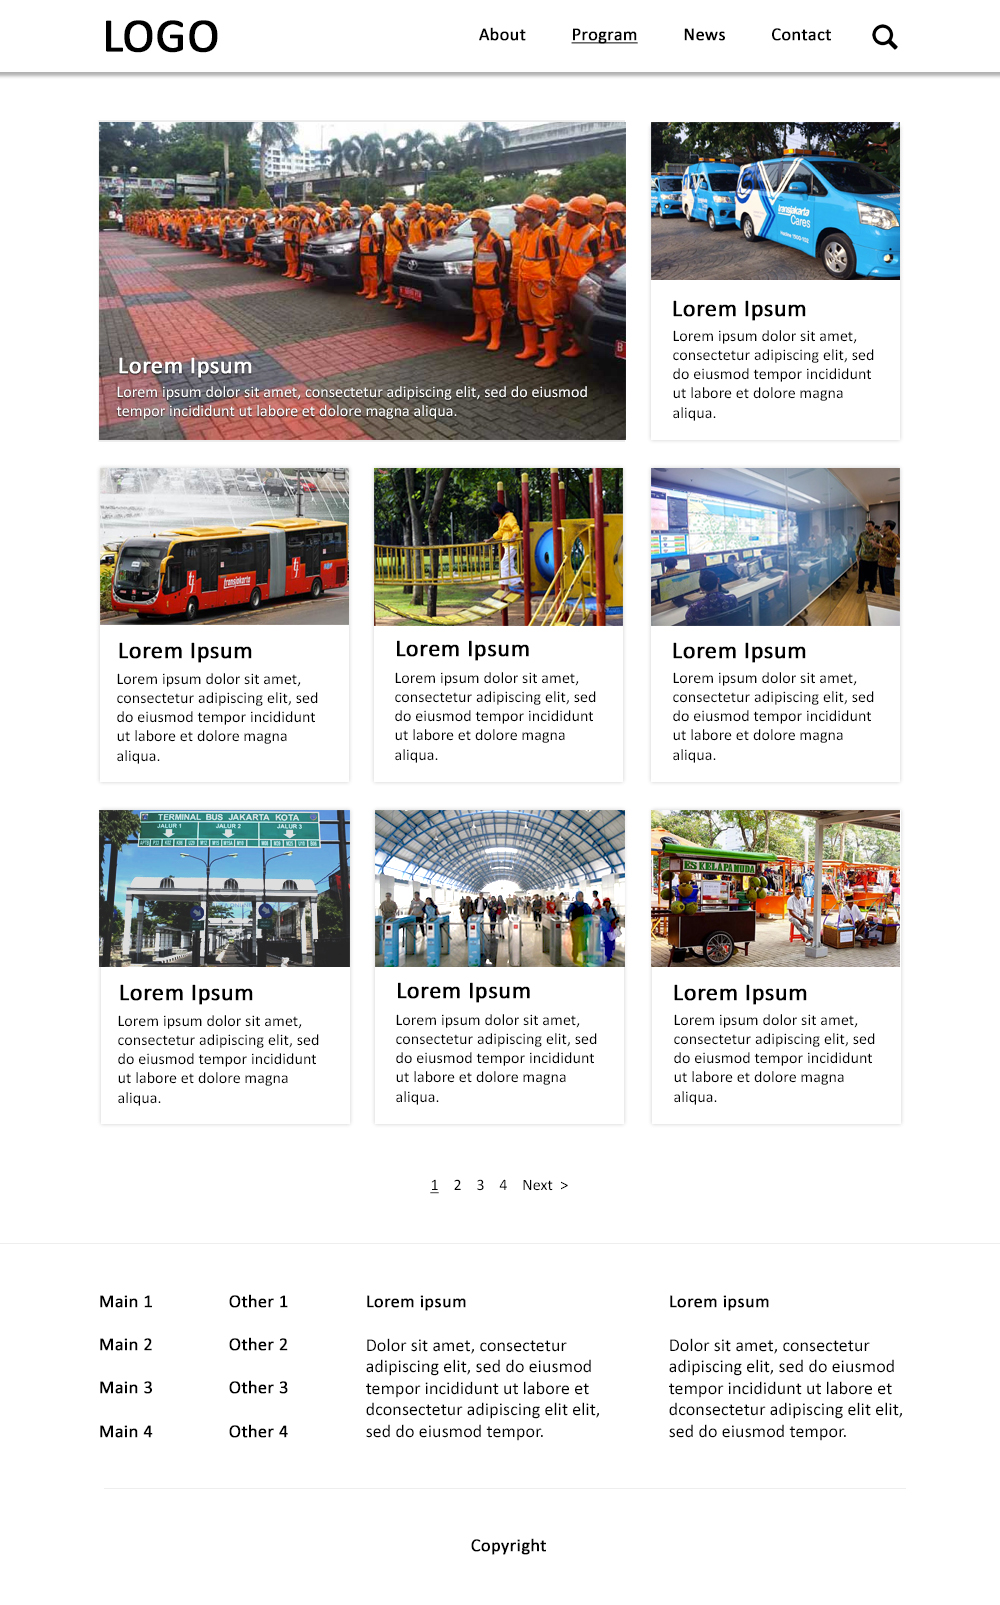 LOGO
About
Program
News
Contact
Lorem Ipsum
Lorem ipsum dolor sit amet, consectetur adipiscing elit, sed do eiusmod
tempor incididunt ut labore et dolore magna aliqua.
transjakarta
Cares
Lorem Ipsum
Lorem ipsum dolor sit amet,
consectetur adipiscing elit, sed
do eiusmod tempor incididunt
ut labore et dolore magna
aliqua.
transjakarta
Lorem Ipsum
Lorem ipsum dolor sit amet,
consectetur adipiscing elit, sed
do eiusmod tempor incididunt
ut labore et dolore magna
aliqua.
Lorem Ipsum
Lorem ipsum dolor sit amet,
consectetur adipiscing elit, sed
do eiusmod tempor incididunt
ut labore et dolore magna
aliqua.
Lorem Ipsum
Lorem ipsum dolor sit amet,
consectetur adipiscing elit, sed
do eiusmod tempor incididunt
ut labore et dolore magna
aliqua.
TERMINAL BUS JAKARTA KOTA
JALUR 1 JALUR 2 JALUR 3
Lorem Ipsum
Lorem ipsum dolor sit amet,
consectetur adipiscing elit, sed
do eiusmod tempor incididunt
ut labore et dolore magna
aliqua.
Lorem Ipsum
Lorem ipsum dolor sit amet,
consectetur adipiscing elit, sed
do eiusmod tempor incididunt
ut labore et dolore magna
aliqua.
ES KELAPA MUDA
Lorem Ipsum
Lorem ipsum dolor sit amet,
consectetur adipiscing elit, sed
do eiusmod tempor incididunt
ut labore et dolore magna
aliqua.
1 2 3 4 Next >
Main 1
Main 2
Main 3
Main 4
Other 1
Other 2
Other 3
Other 4
Lorem ipsum
Dolor sit amet, consectetur
adipiscing elit, sed do eiusmod
tempor incididunt ut labore et
dconsectetur adipiscing elit elit,
sed do eiusmod tempor.
Lorem ipsum
Dolor sit amet, consectetur
adipiscing elit, sed do eiusmod
tempor incididunt ut labore et
dconsectetur adipiscing elit elit,
sed do eiusmod tempor.
Copyright